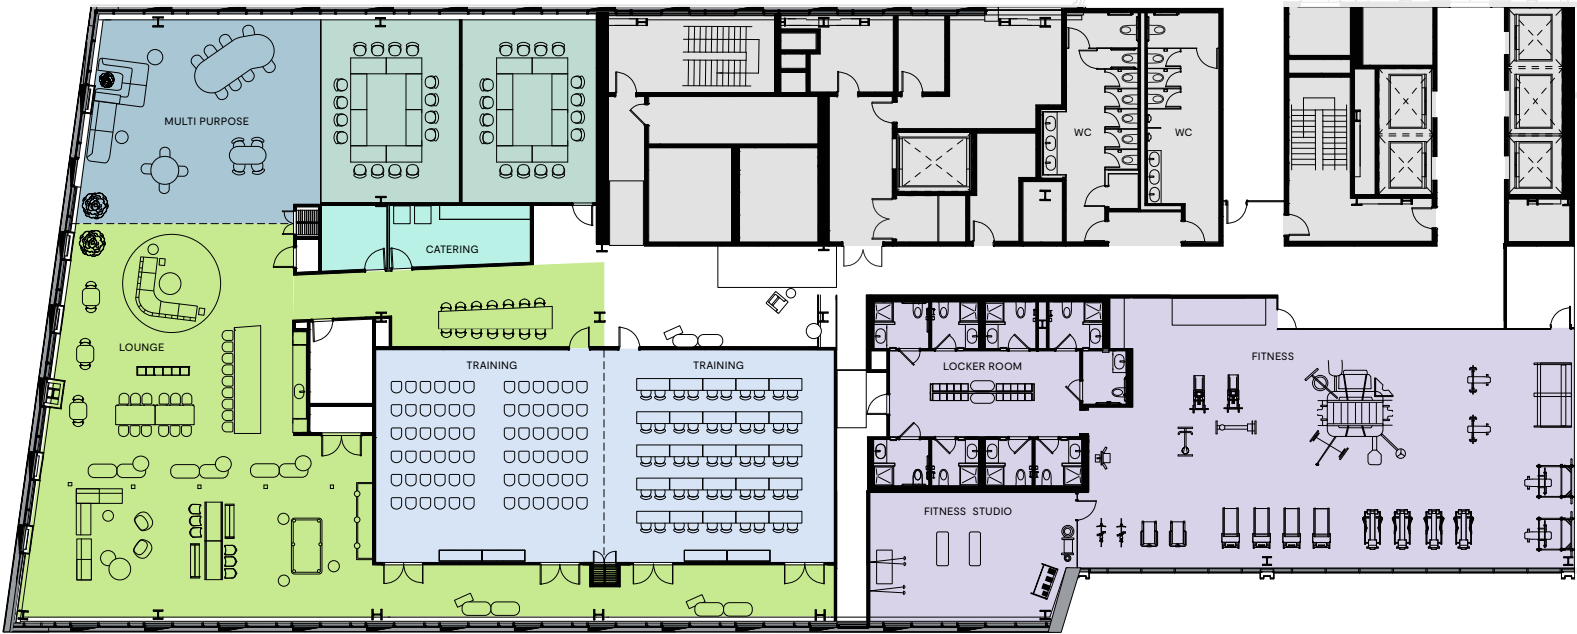 MULTI PURPOSE
WC
WC
CATERING
LOUNGE
TRAINING
TRAINING
LOCKER ROOM
FITNESS
FITNESS STUDIO